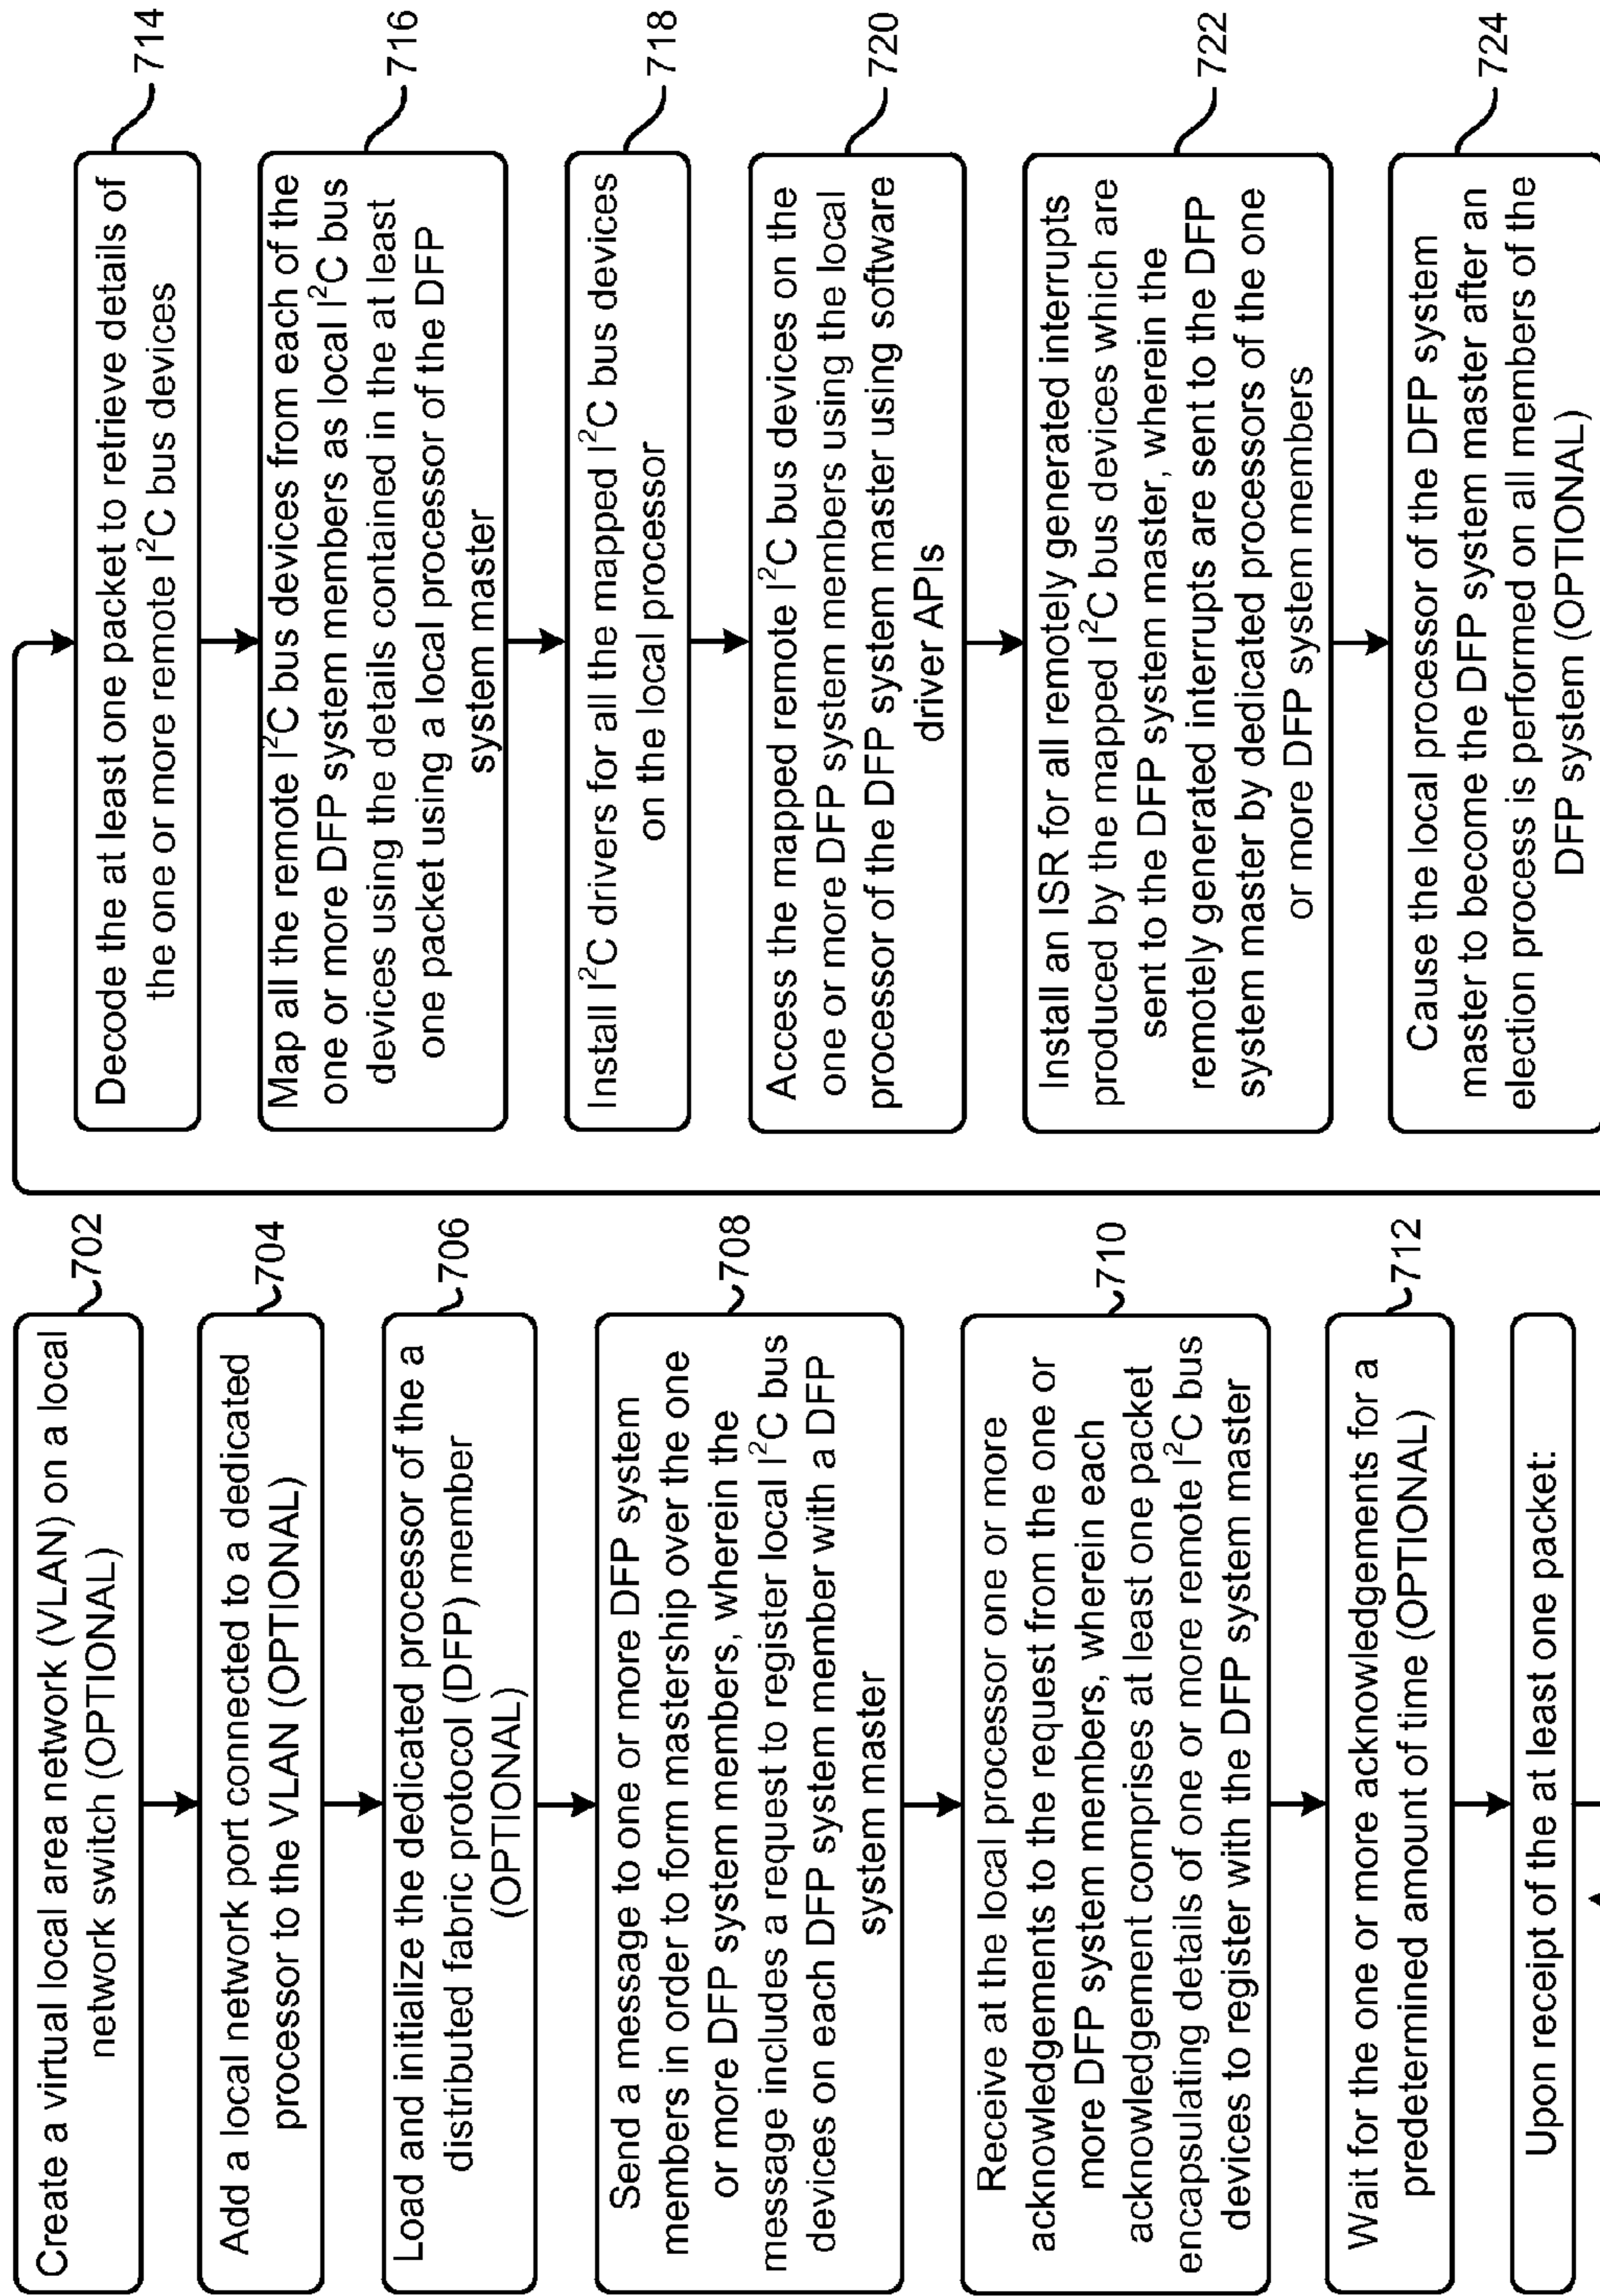 Create a virtual local area network (VLAN) on a local
network switch (OPTIONAL)
702
Add a local network port connected to a dedicated
processor to the VLAN (OPTIONAL)
704
Load and initialize the dedicated processor of the a
distributed fabric protocol (DFP) member
(OPTIONAL)
706
Send a message to one or more DFP system
members in order to form mastership over the one
or more DFP system members, wherein the
message includes a request to register local I²C bus
devices on each DFP system member with a DFP
system master
708
Receive at the local processor one or more
acknowledgements to the request from the one or
more DFP system members, wherein each
acknowledgement comprises at least one packet
encapsulating details of one or more remote I²C bus
devices to register with the DFP system master
710
Wait for the one or more acknowledgements for a
predetermined amount of time (OPTIONAL)
712
Upon receipt of the at least one packet:
Decode the at least one packet to retrieve details of
the one or more remote I²C bus devices
714
Map all the remote I²C bus devices from each of the
one or more DFP system members as local I²C bus
devices using the details contained in the at least
one packet using a local processor of the DFP
system master
716
Install I²C drivers for all the mapped I²C bus devices
on the local processor
718
Access the mapped remote I²C bus devices on the
one or more DFP system members using the local
processor of the DFP system master using software
driver APIs
720
Install an ISR for all remotely generated interrupts
produced by the mapped I²C bus devices which are
sent to the DFP system master, wherein the
remotely generated interrupts are sent to the DFP
system master by dedicated processors of the one
or more DFP system members
722
Cause the local processor of the DFP system
master to become the DFP system master after an
election process is performed on all members of the
DFP system (OPTIONAL)
724